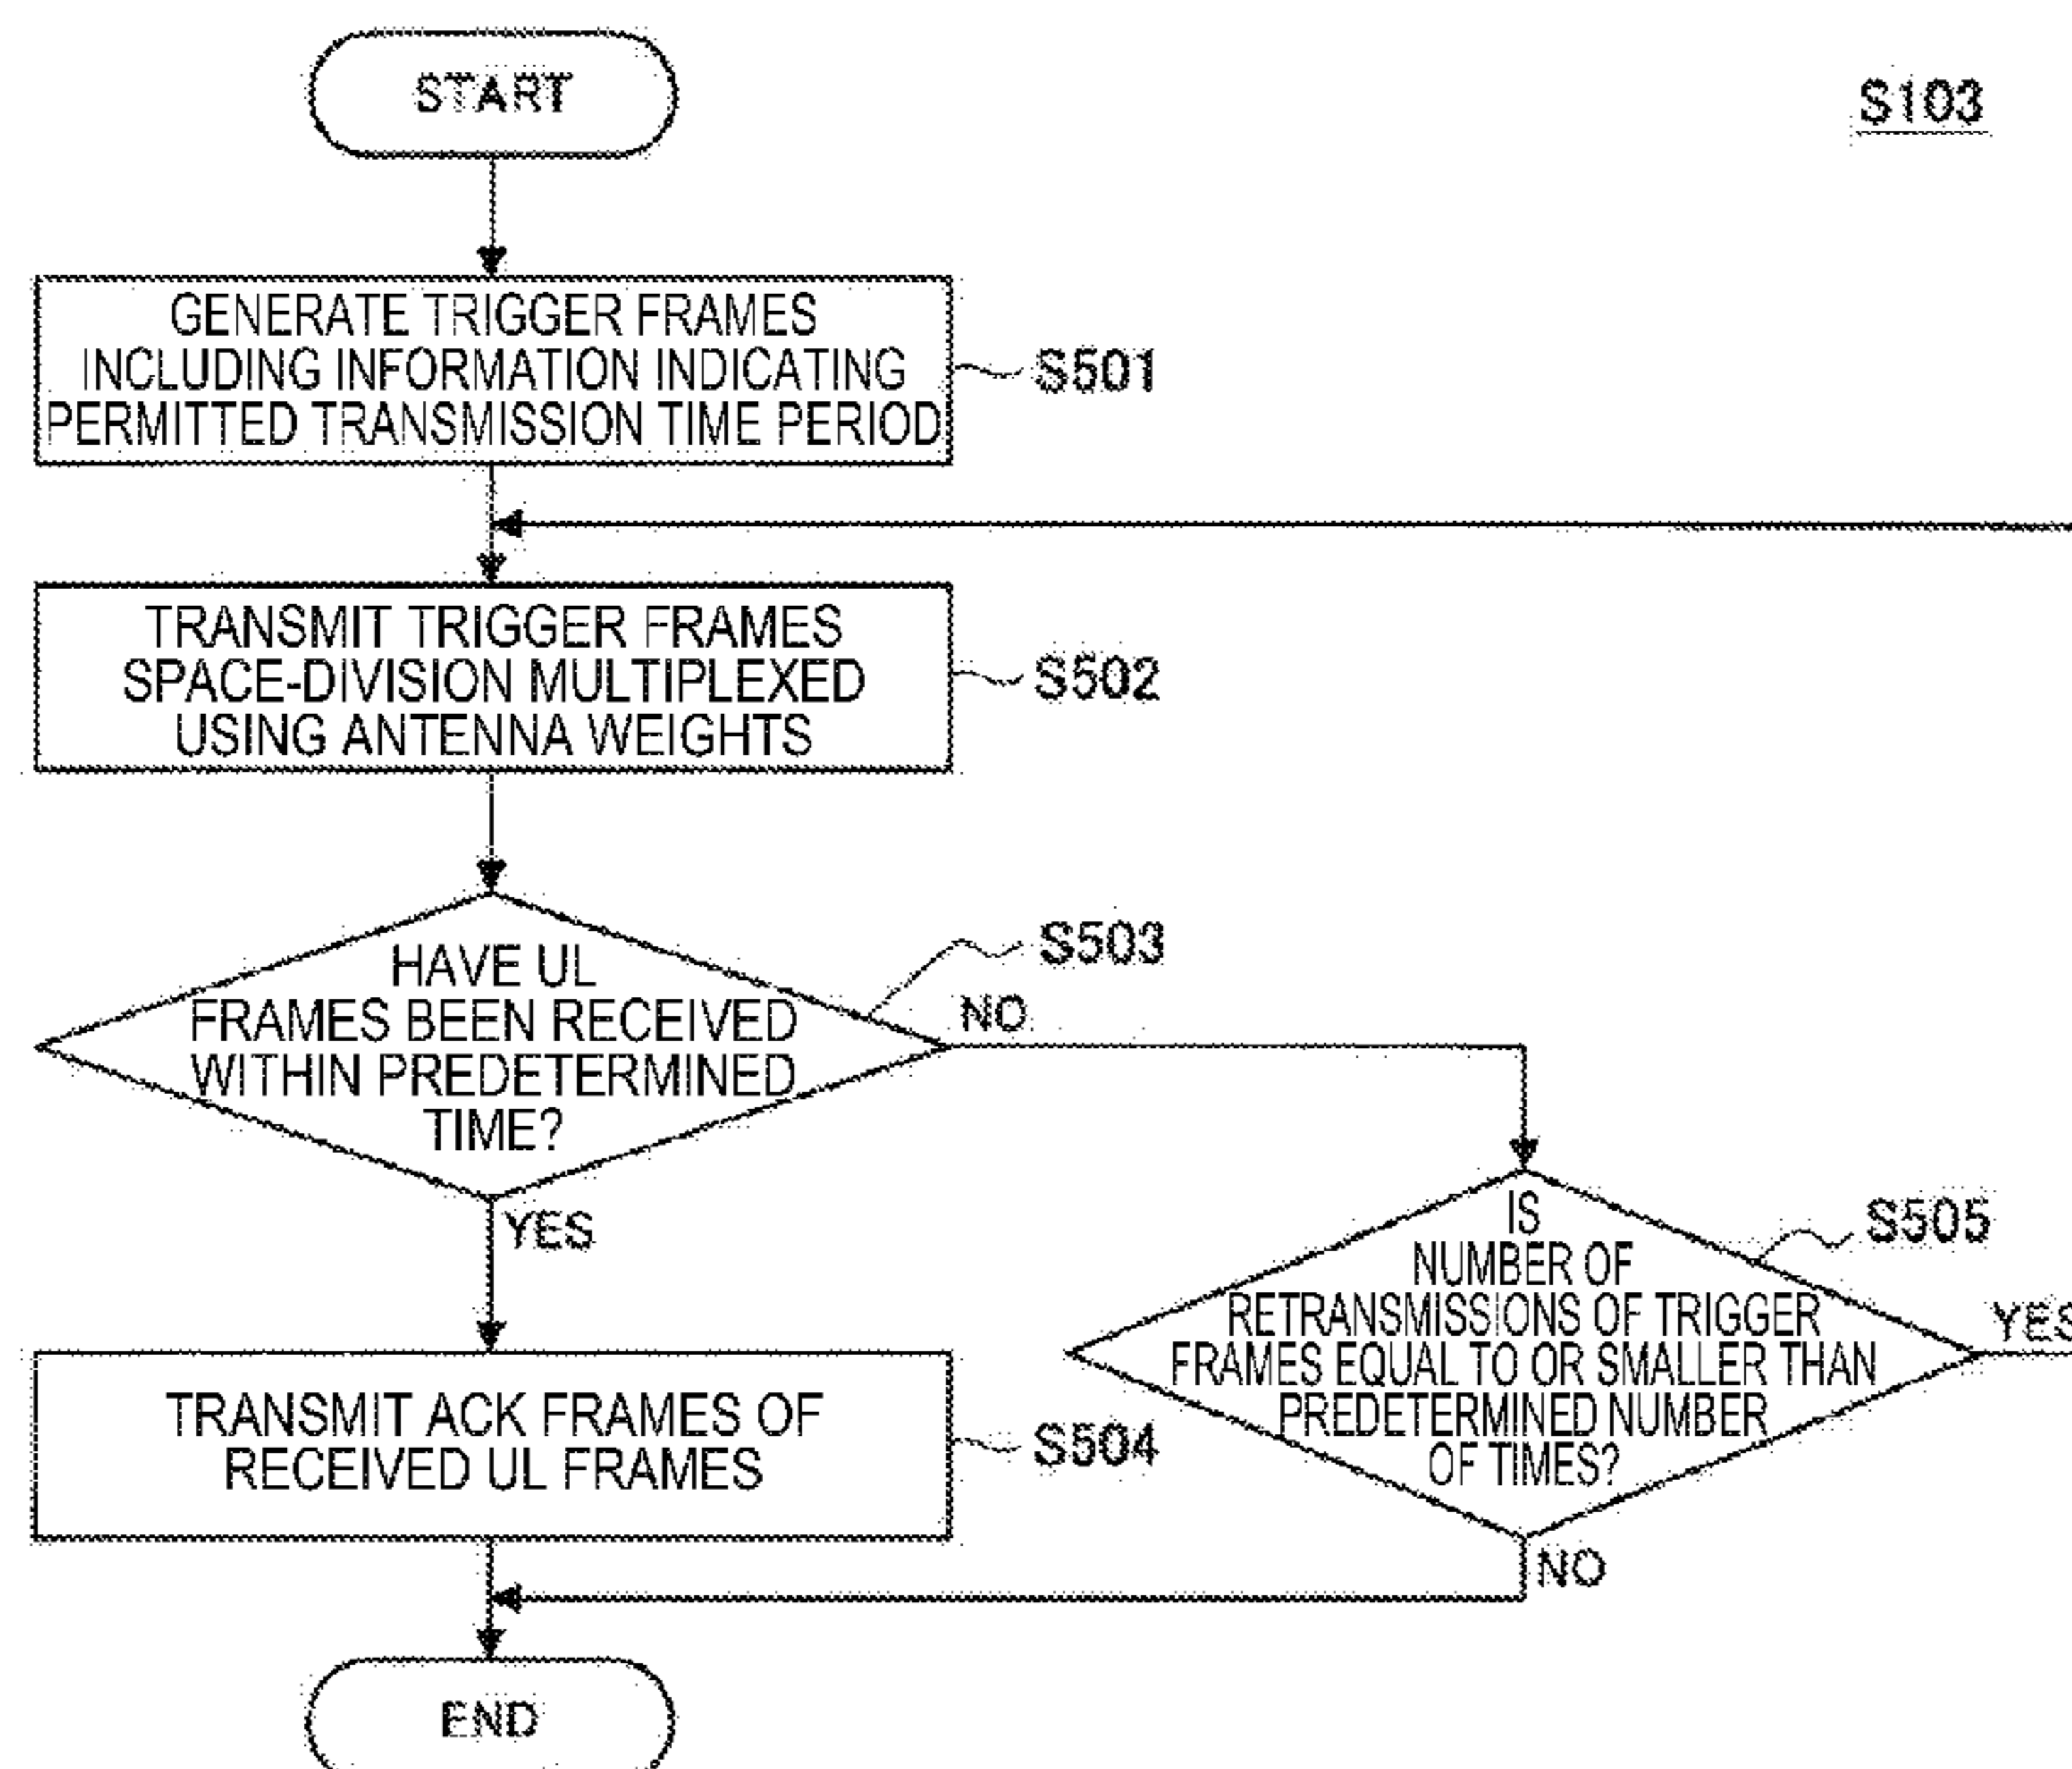 START
S103
GENERATE TRIGGER FRAMES
INCLUDING INFORMATION INDICATING
PERMITTED TRANSMISSION TIME PERIOD
S501
TRANSMIT TRIGGER FRAMES
SPACE-DIVISION MULTIPLEXED
USING ANTENNA WEIGHTS
S502
HAVE UL
FRAMES BEEN RECEIVED
WITHIN PREDETERMINED
TIME?
S503
NO
YES
IS
NUMBER OF
RETRANSMISSIONS OF TRIGGER
FRAMES EQUAL TO OR SMALLER THAN
PREDETERMINED NUMBER
OF TIMES?
S505
YES
TRANSMIT ACK FRAMES OF
RECEIVED UL FRAMES
S504
NO
END